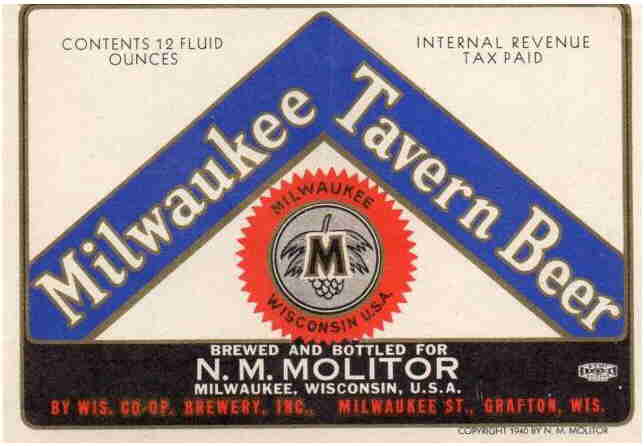 CONTENTS 12 FLUID
OUNCES
INTERNAL REVENUE
TAX PAID
Milwaukee
Tavern Beer
MILWAUKEE
M
WISCONSIN U.S.A.
BREWED AND BOTTLED FOR
N. M. MOLITOR
MILWAUKEE, WISCONSIN, U.S.A.
BY WIS. CO-OP. BREWERY, INC., MILWAUKEE ST., GRAFTON, WIS.
COPYRIGHT 1940 BY N. M. MOLITOR